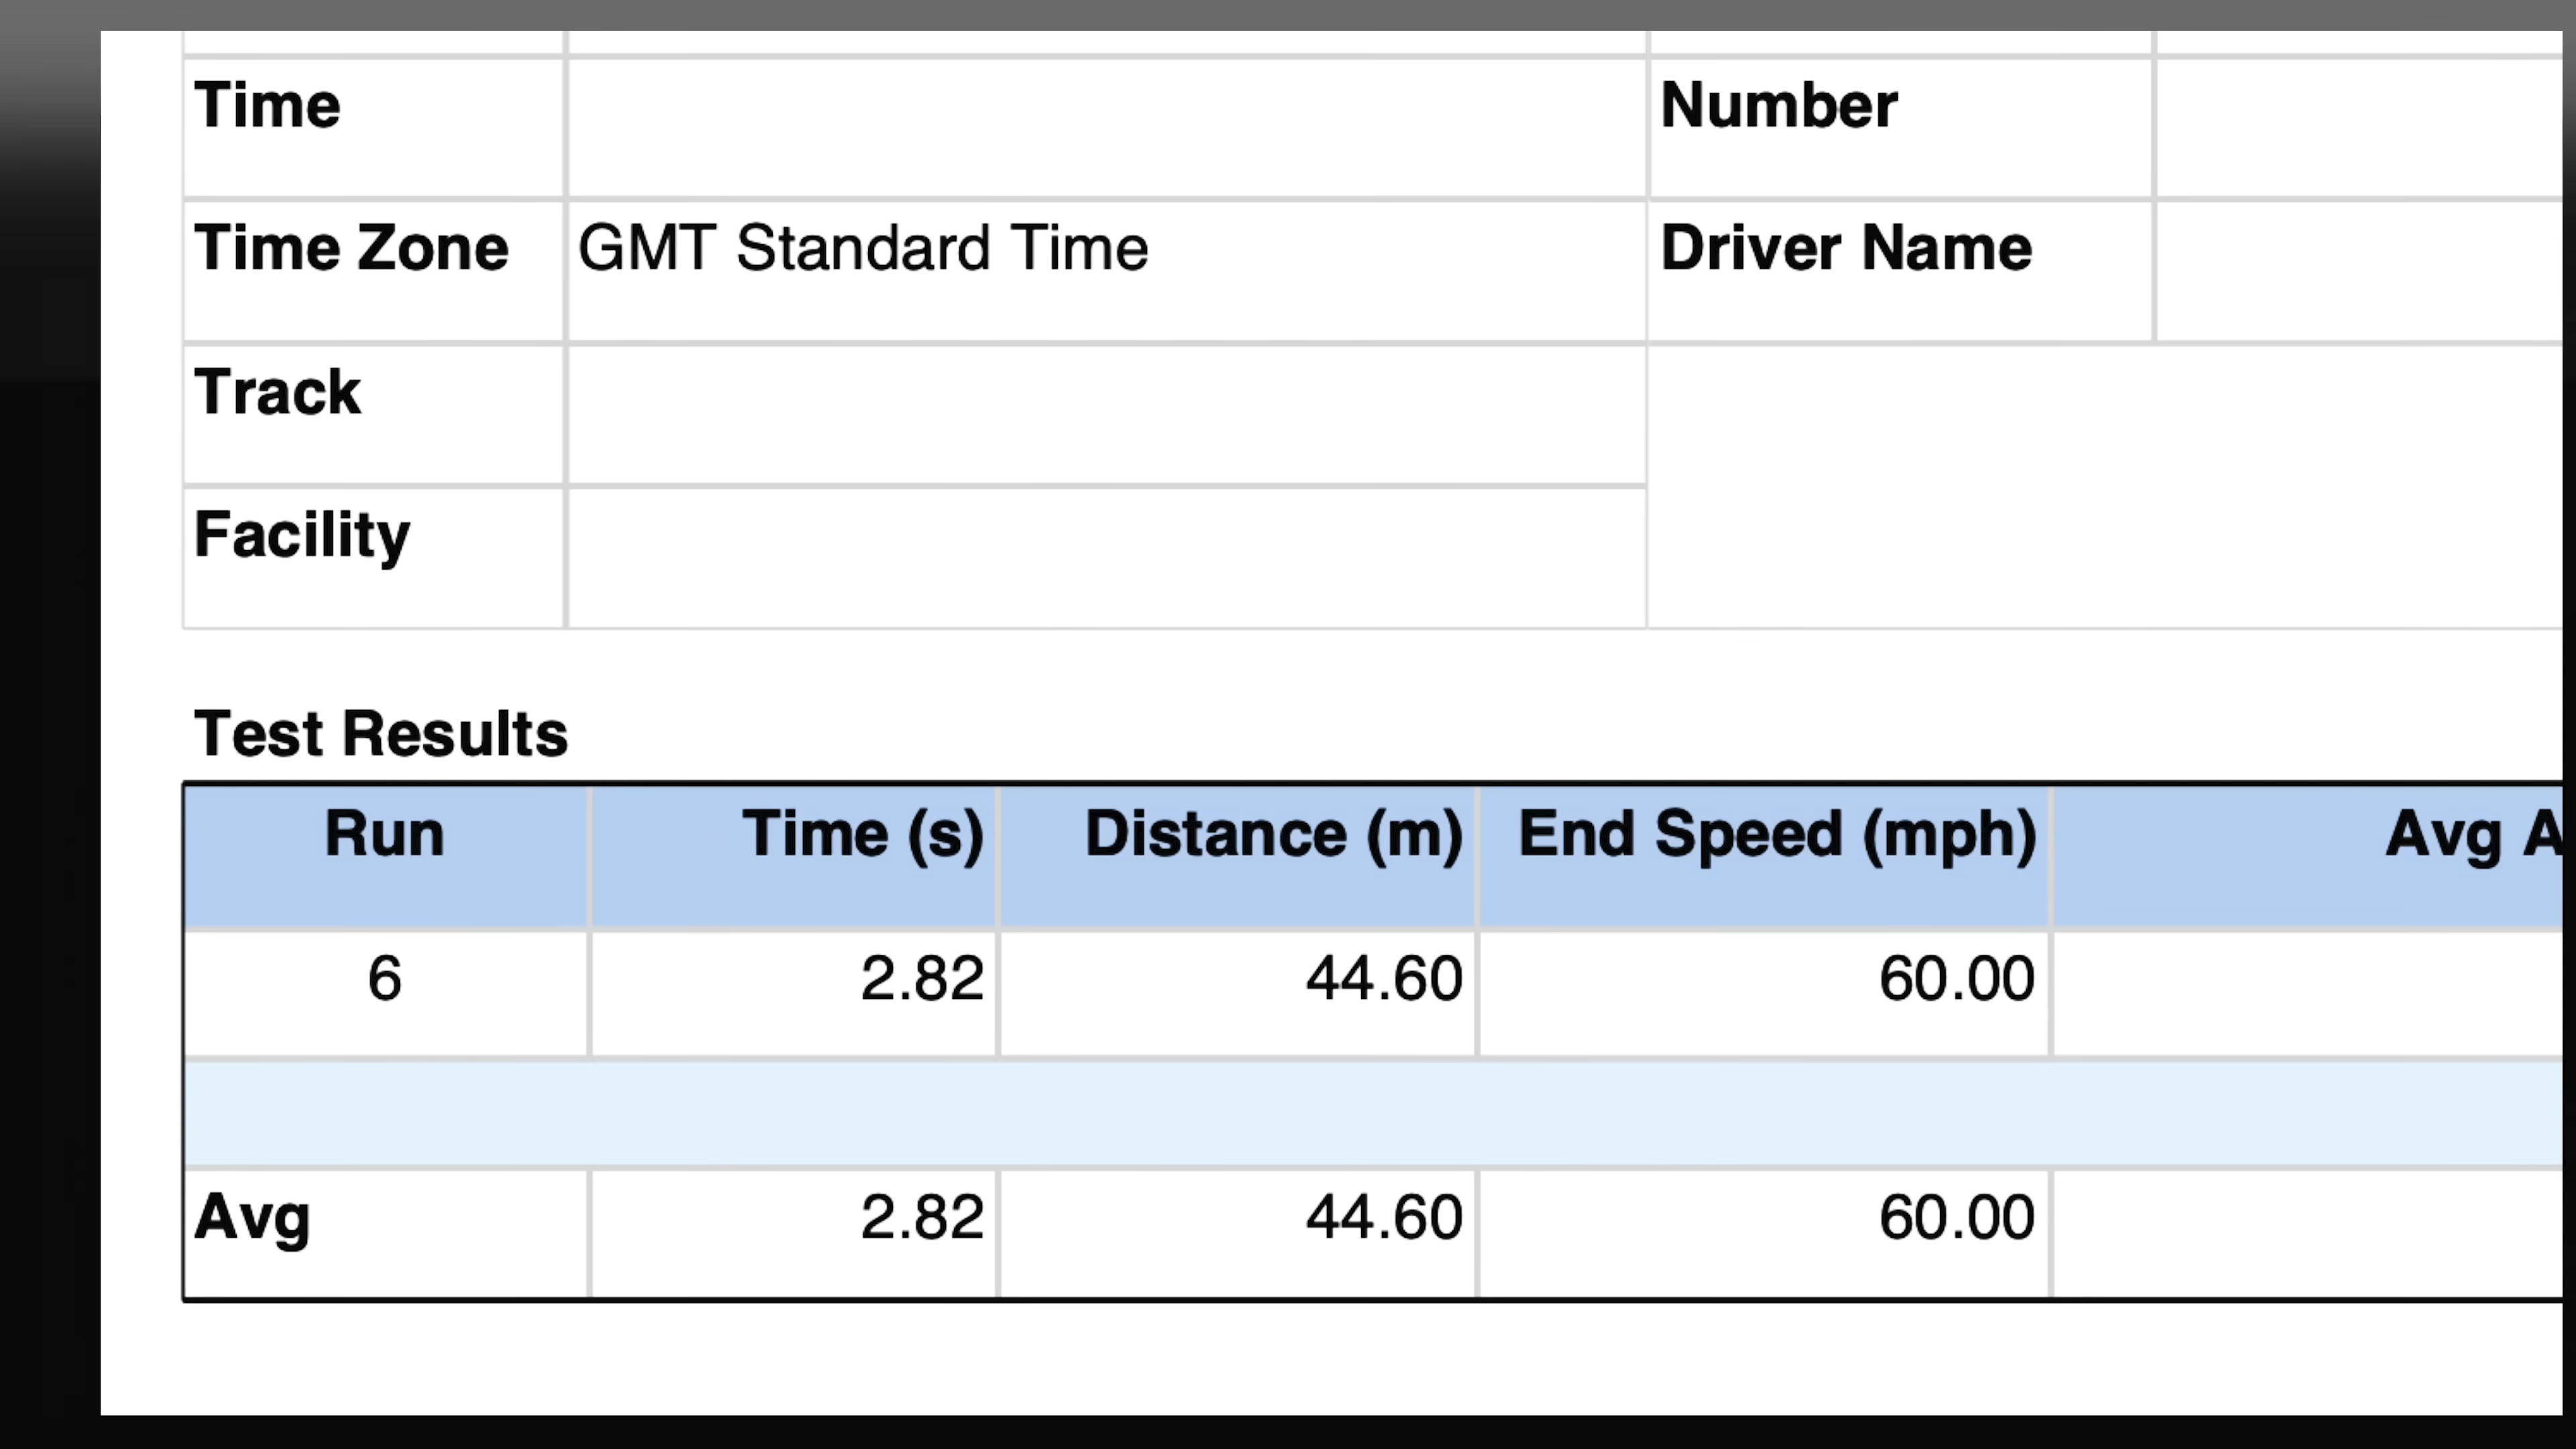 Time Number
Time Zone GMT Standard Time Driver Name
Track
Facility
Test Results
Run Time (s) Distance (m) End Speed (mph) Avg A
6 2.82 44.60 60.00
Avg 2.82 44.60 60.00